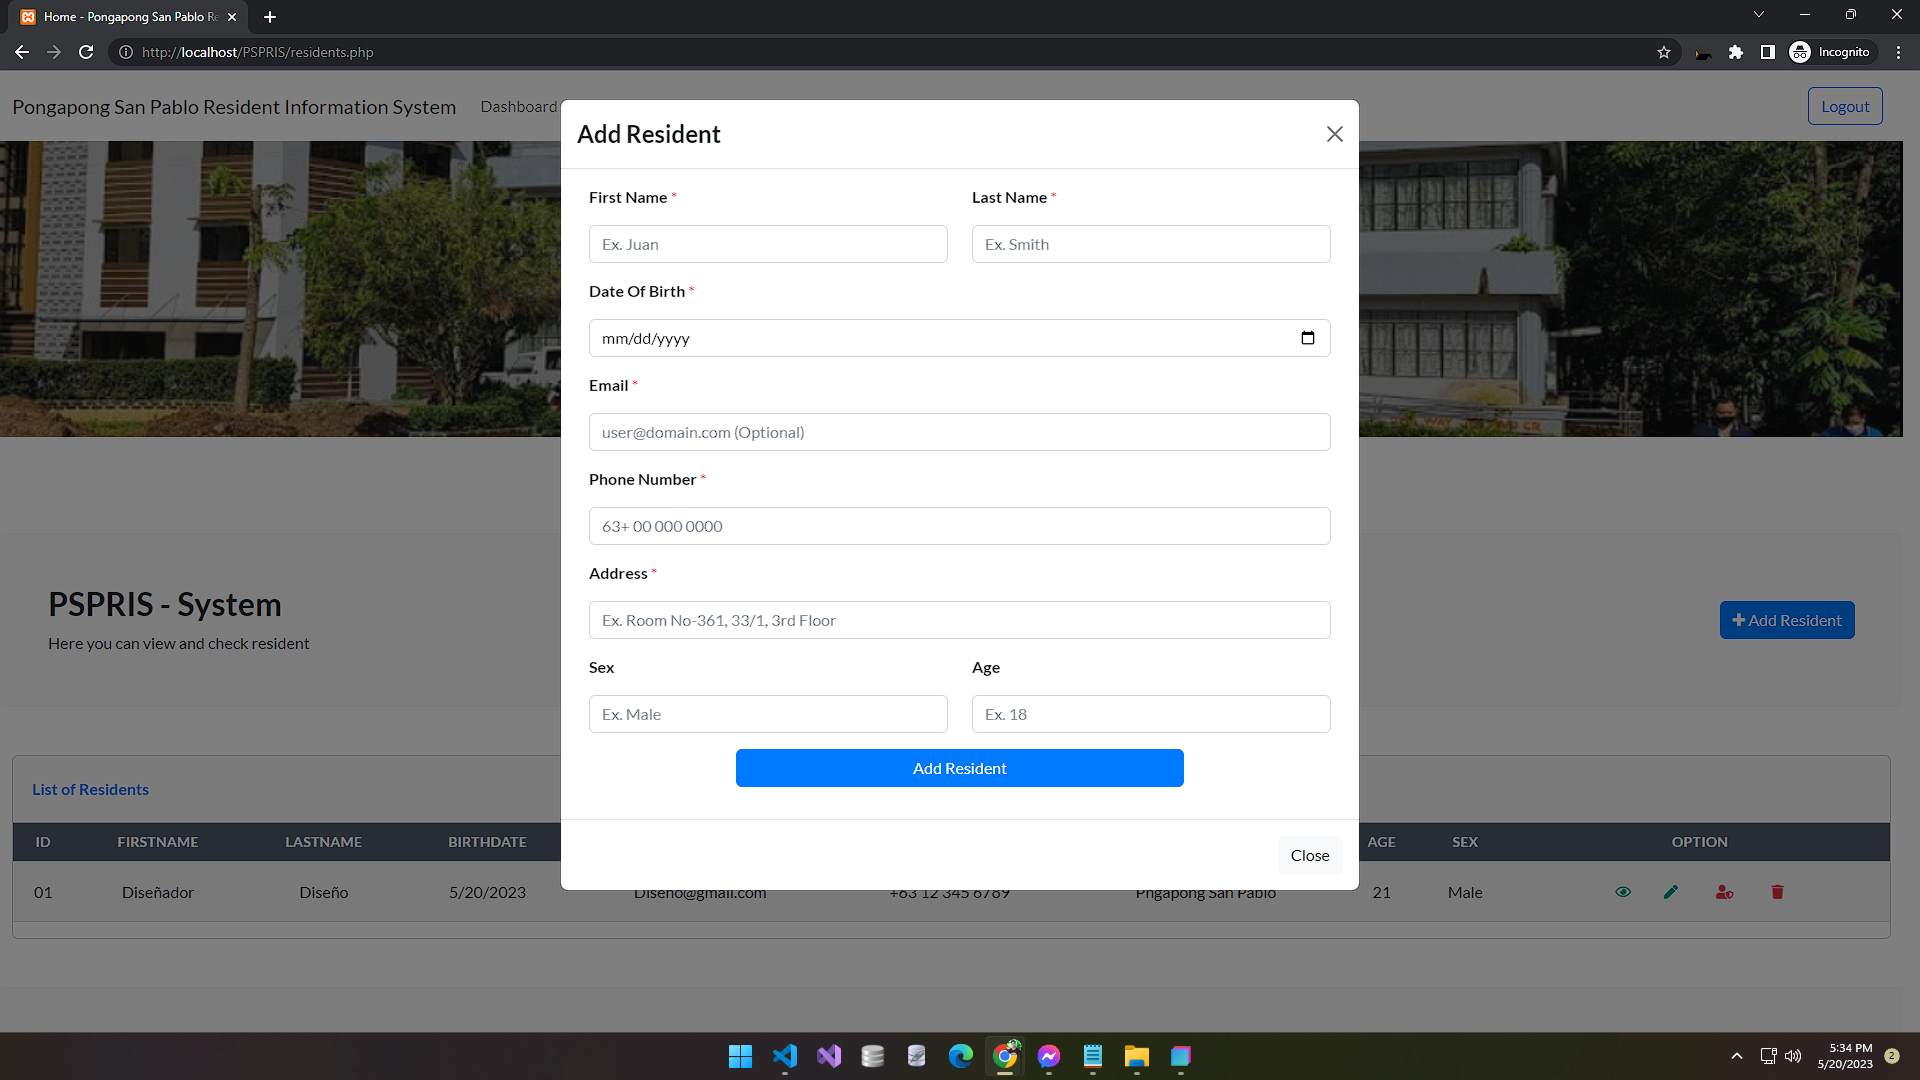 Home - Pongapong San Pablo Re
http://localhost/PSPRIS/residents.php
Incognito
Pongapong San Pablo Resident Information System
Dashboard
Logout
Add Resident
First Name *
Last Name *
Ex. Juan
Ex. Smith
Date Of Birth *
mm/dd/yyyy
Email *
user@domain.com (Optional)
Phone Number *
63+ 00 000 0000
Address *
Ex. Room No-361, 33/1, 3rd Floor
Sex
Age
Ex. Male
Ex. 18
Add Resident
Close
PSPRIS - System
Here you can view and check resident
Add Resident
List of Residents
ID FIRSTNAME LASTNAME BIRTHDATE AGE SEX OPTION
01 Diseñador Diseño 5/20/2023 Diseno@gmail.com +63 12 345 6789 Pngapong San Pablo 21 Male
5:34 PM
5/20/2023
2